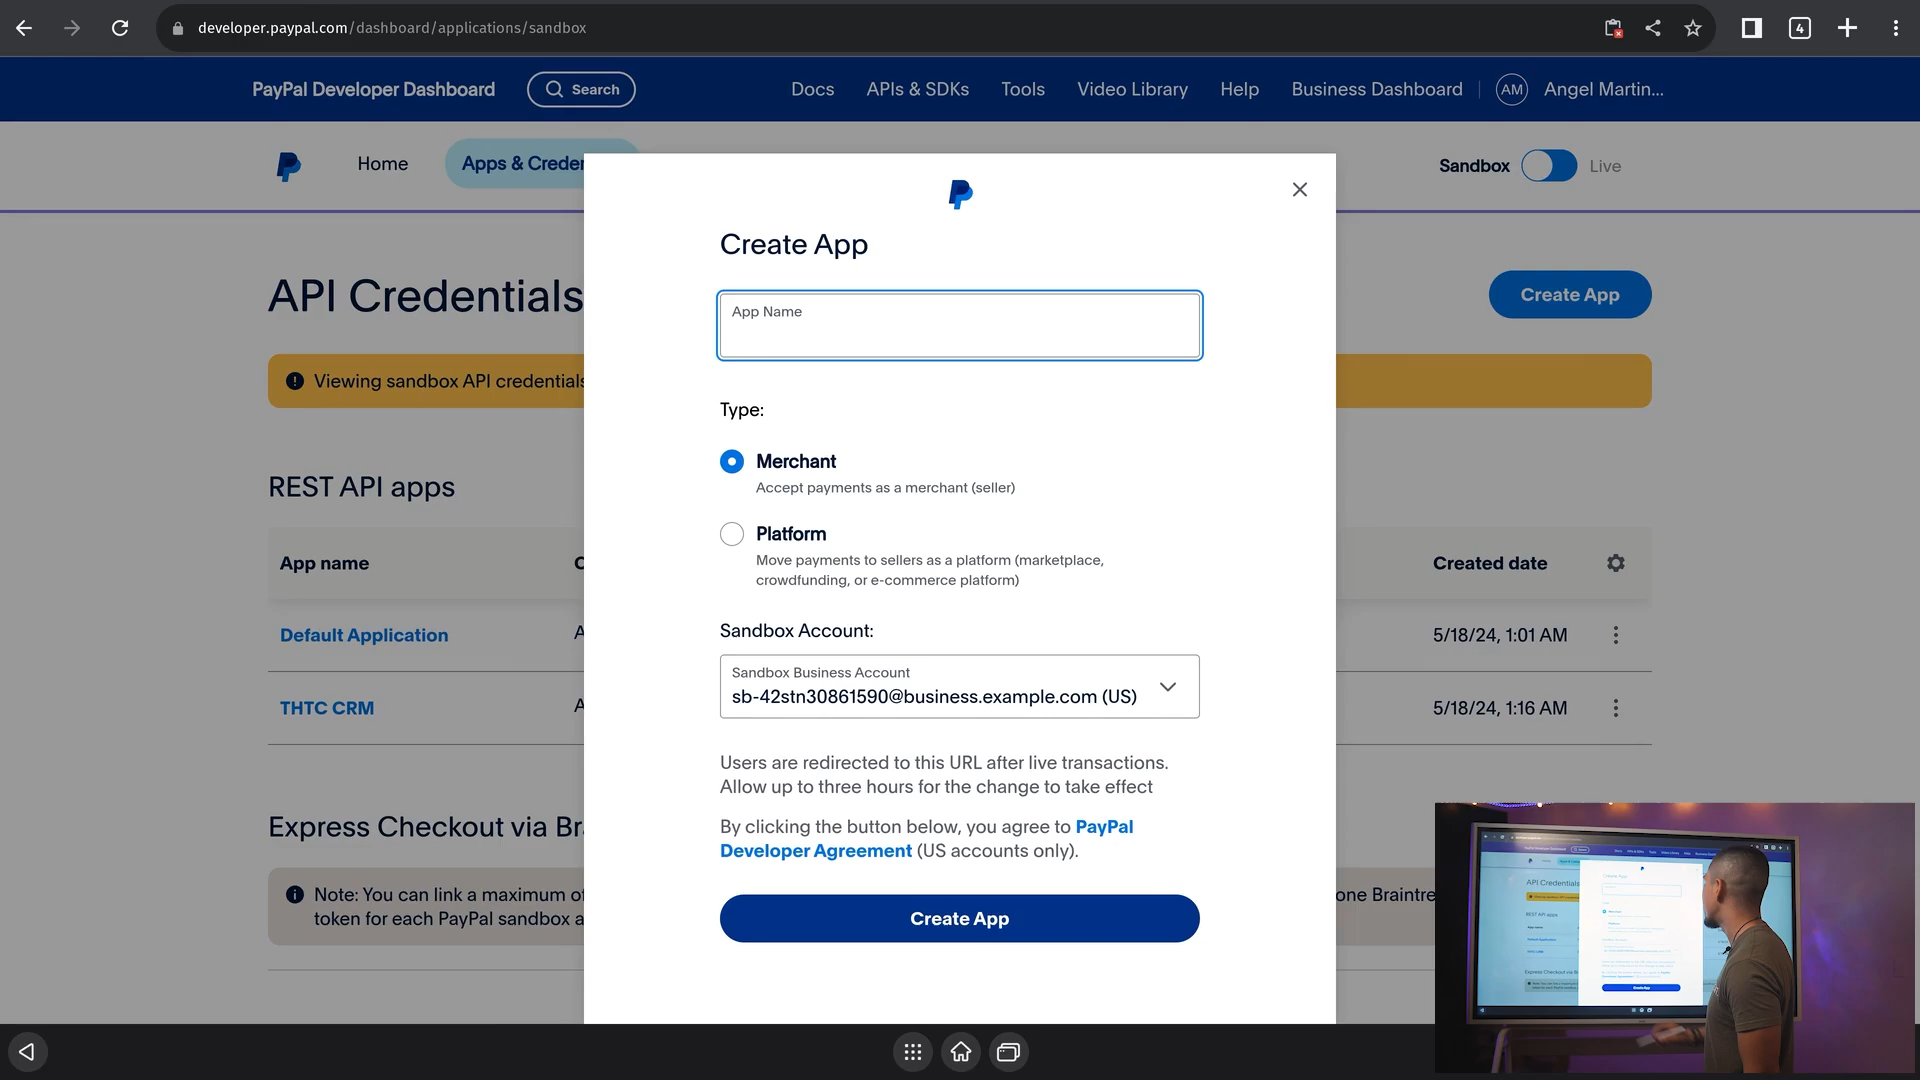 developer.paypal.com/dashboard/applications/sandbox
4
PayPal Developer Dashboard
Search
Docs
APIs & SDKs
Tools
Video Library
Help
Business Dashboard
AM
Angel Martin...
Home
Apps & Creden
Sandbox
Live
Create App
API Credentials
Create App
App Name
Viewing sandbox API credentials
Type:
Merchant
Accept payments as a merchant (seller)
REST API apps
Platform
Move payments to sellers as a platform (marketplace,
crowdfunding, or e-commerce platform)
App name
Created date
Default Application
5/18/24, 1:01 AM
Sandbox Account:
Sandbox Business Account
sb-42stn30861590@business.example.com (US)
THTC CRM
5/18/24, 1:16 AM
Users are redirected to this URL after live transactions.
Allow up to three hours for the change to take effect
By clicking the button below, you agree to PayPal
Developer Agreement (US accounts only).
Express Checkout via Br
Note: You can link a maximum o
one Braintre
token for each PayPal sandbox a
Create App